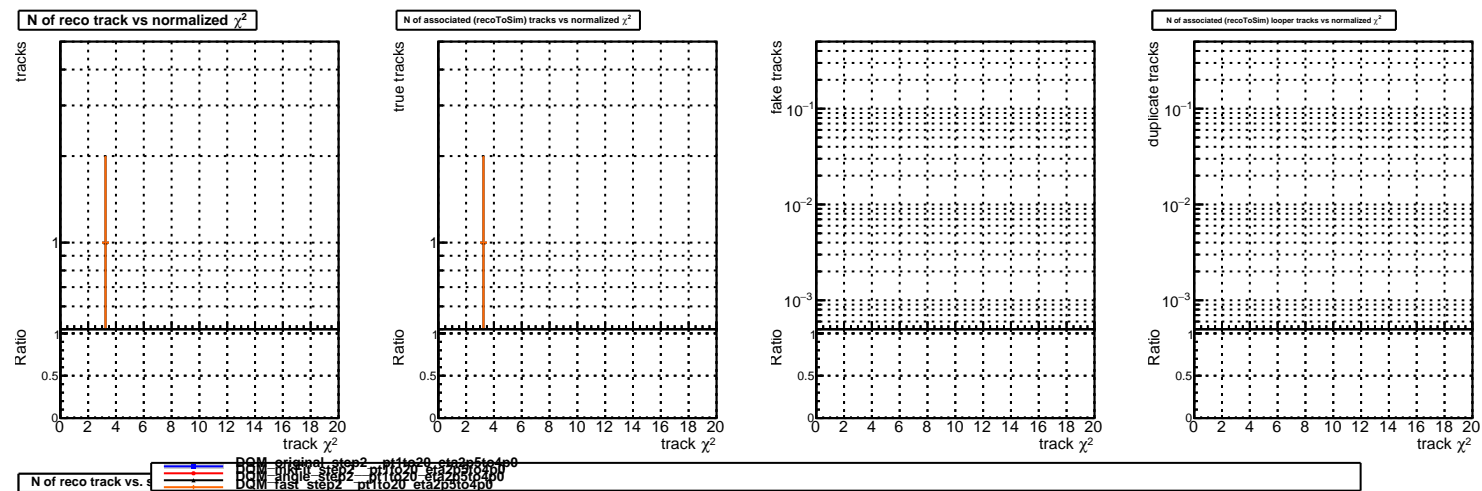 N of reco track vs normalized χ²
N of associated (recoToSim) tracks vs normalized χ²
N of associated (recoToSim) looper tracks vs normalized χ²
tracks
1
Ratio
1
0.5
0
0 2 4 6 8 10 12 14 16 18 20
track χ²
true tracks
1
Ratio
1
0.5
0
0 2 4 6 8 10 12 14 16 18 20
track χ²
fake tracks
10⁻¹
10⁻²
10⁻³
Ratio
1
0.5
0
0 2 4 6 8 10 12 14 16 18 20
track χ²
duplicate tracks
10⁻¹
10⁻²
10⁻³
Ratio
1
0.5
0
0 2 4 6 8 10 12 14 16 18 20
track χ²
N of reco track vs.
DQM_original_step2__pt1to20_eta2p5to4p0
DQM_mkfit_step2__pt1to20_eta2p5to4p0
DQM_angle_step2__pt1to20_eta2p5to4p0
DQM_fast_step2__pt1to20_eta2p5to4p0